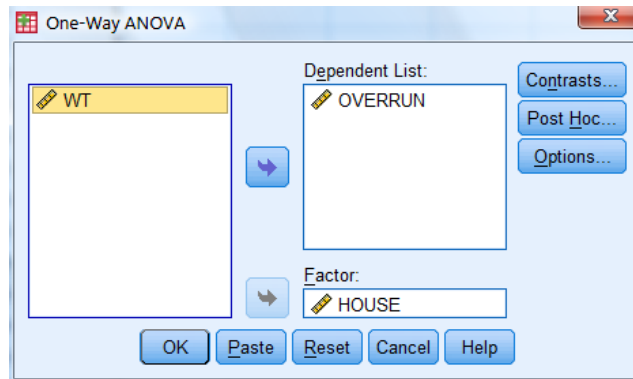 One-Way ANOVA
x
WT
Dependent List:
OVERRUN
Contrasts...
Post Hoc...
Options...
Factor:
HOUSE
OK Paste Reset Cancel Help